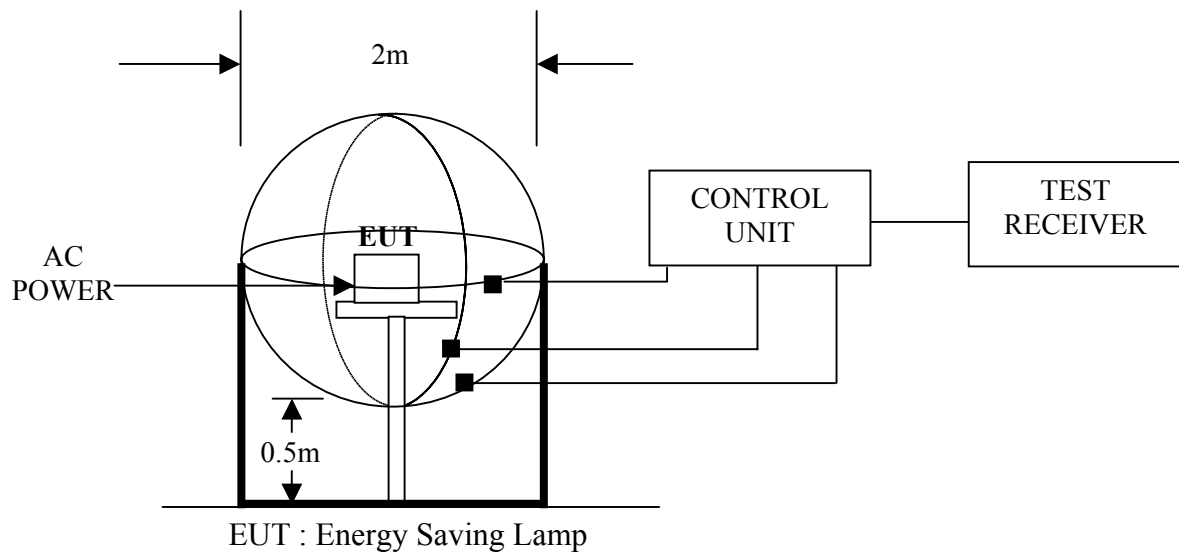 2m
EUT
AC
POWER
CONTROL
UNIT
TEST
RECEIVER
0.5m
EUT : Energy Saving Lamp